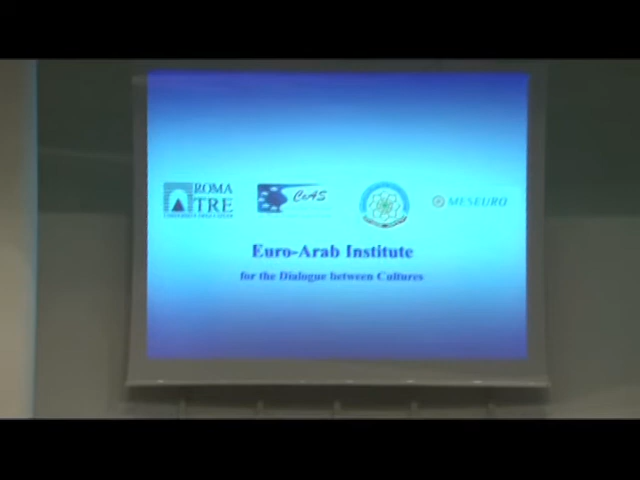 ROMA
TRE
CeAS
MESEURO
Euro-Arab Institute
for the Dialogue between Cultures